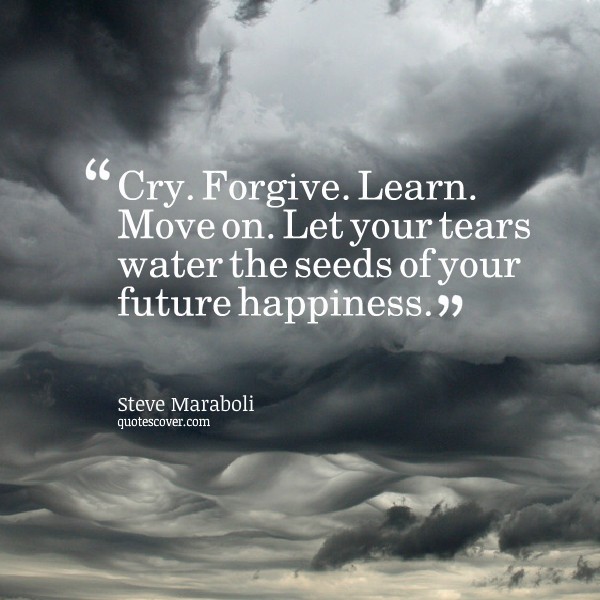 “Cry. Forgive. Learn.
Move on. Let your tears
water the seeds of your
future happiness.”
Steve Maraboli
quotescover.com